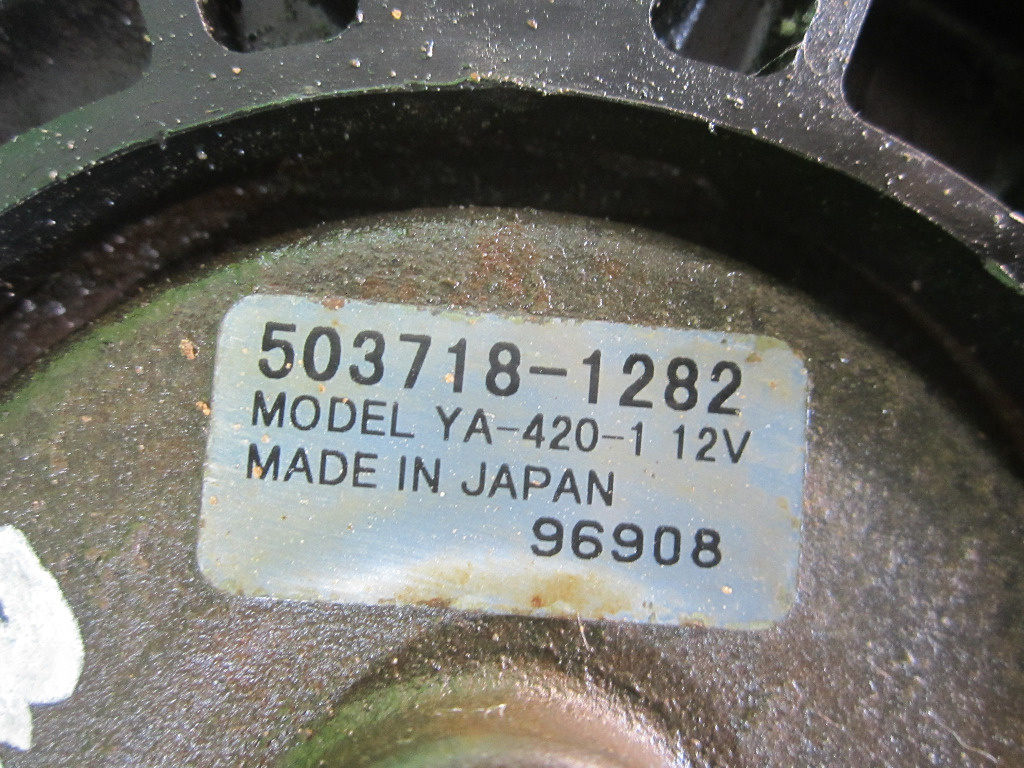 503718-1282
MODEL YA-420-1 12V
MADE IN JAPAN
96908